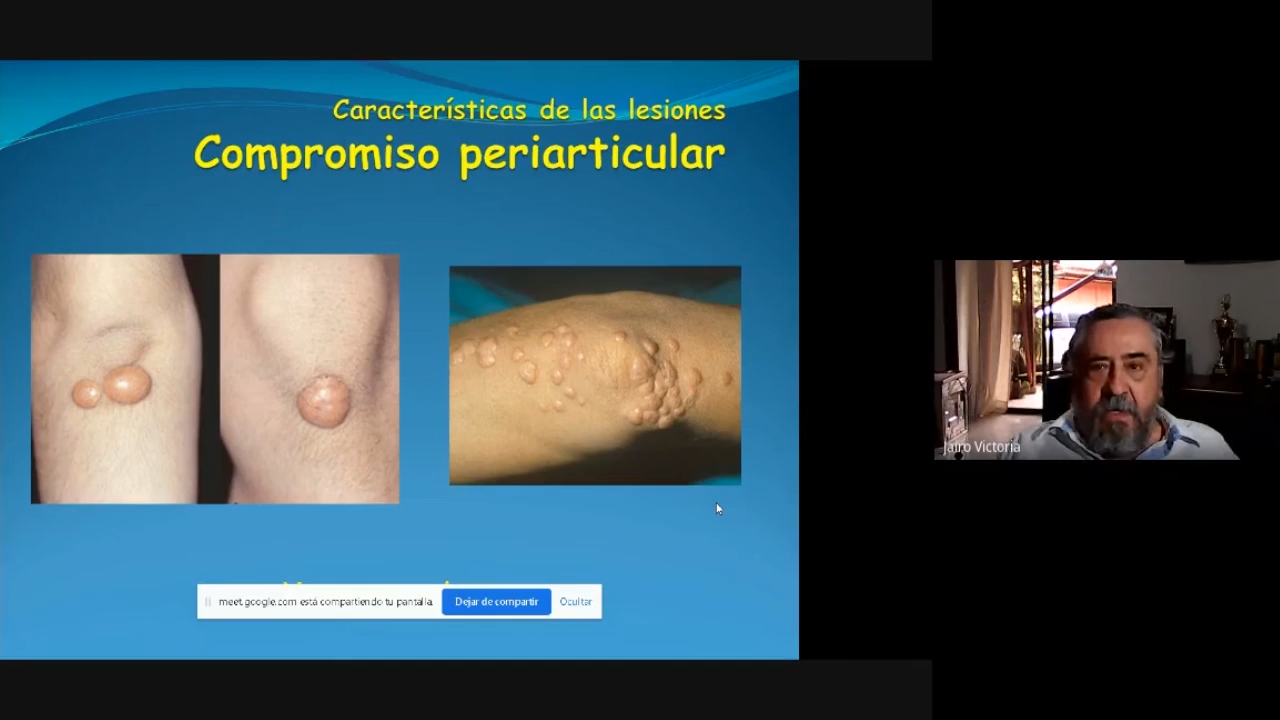 Características de las lesiones
Compromiso periarticular
meet.google.com está compartiendo tu pantalla.
Dejar de compartir
Ocultar
Jairo Victoria